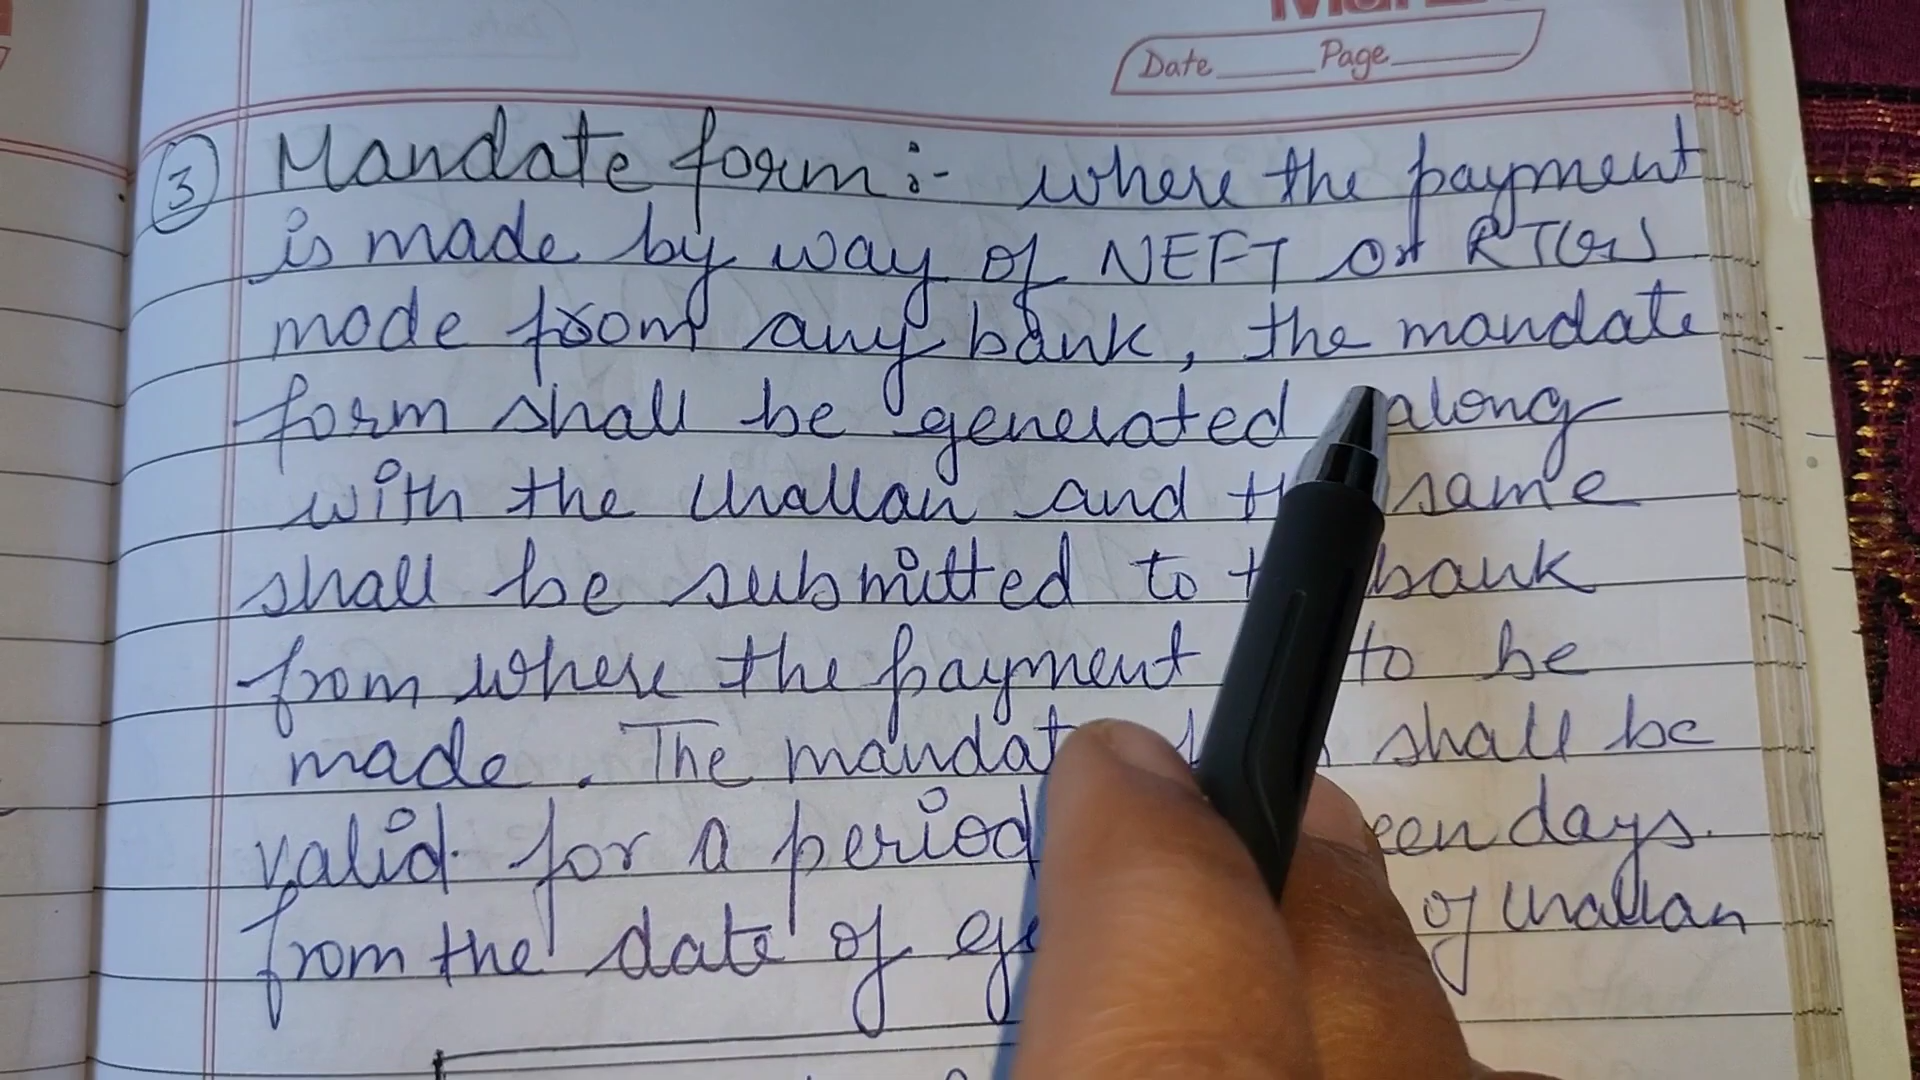 Date Page
3 Mandate form :- where the payment
is made by way of NEFT or RTGS
mode from any bank, the mandate
form shall be generated along
with the challan and same
shall be submitted to bank
from where the payment to be
made. The mandat shall be
valid for a period een days.
from the date of ge of challan